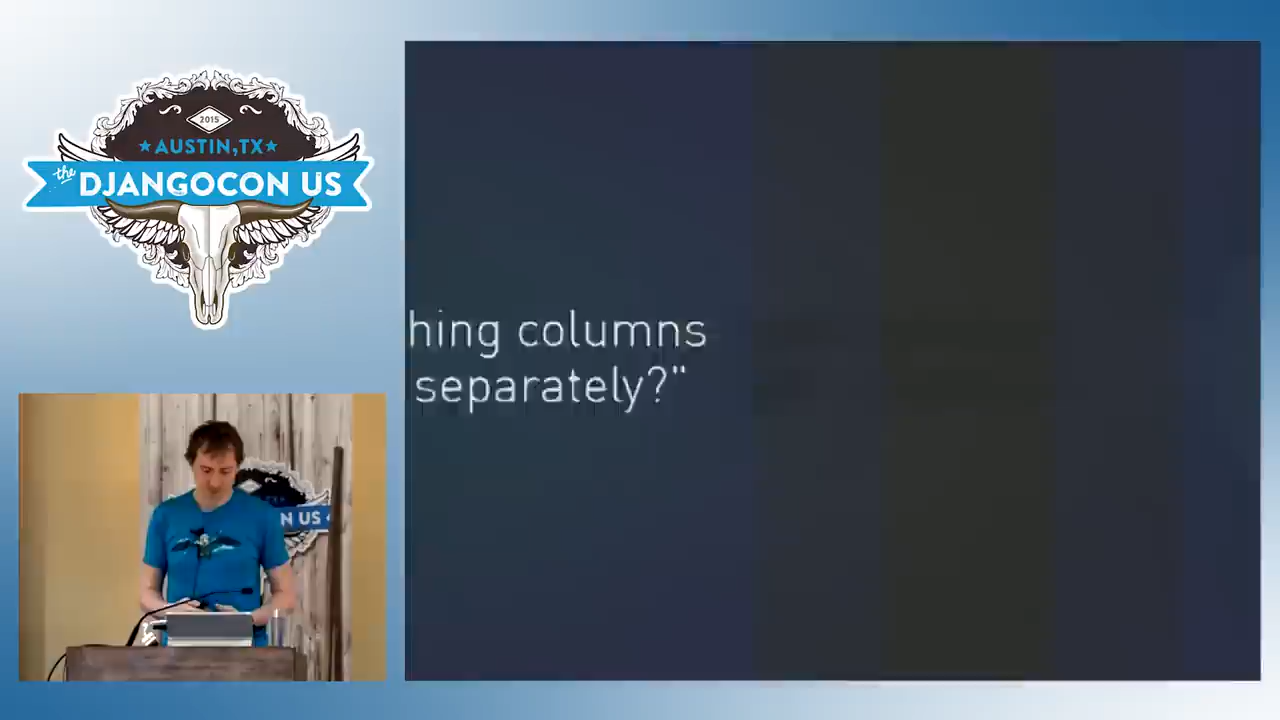 2015
AUSTIN, TX
the
DJANGOCON US
hing columns
separately?"
N US